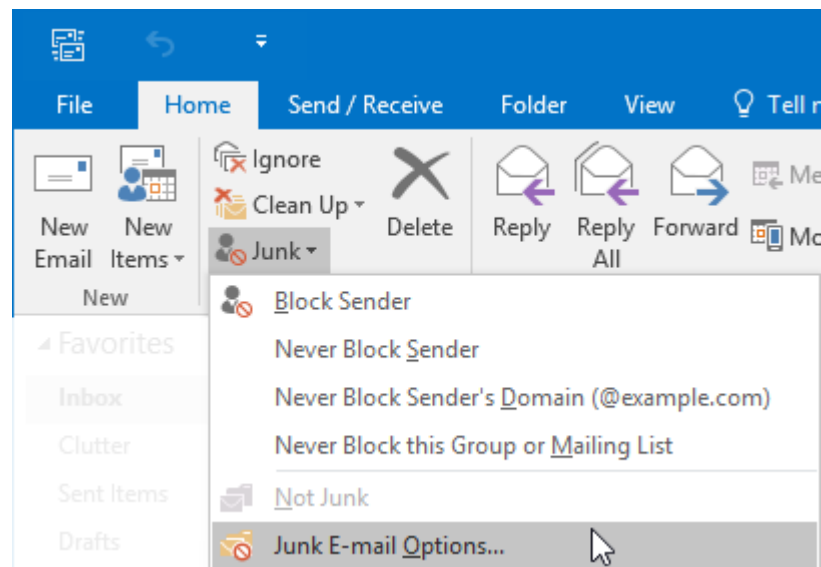 File Home Send / Receive Folder View Tell
New Email
New Items
Ignore
Clean Up
Junk
Delete
Reply
Reply All
Forward
New
Block Sender
Never Block Sender
Never Block Sender's Domain (@example.com)
Never Block this Group or Mailing List
Not Junk
Junk E-mail Options...
Favorites
Inbox
Clutter
Sent Items
Drafts